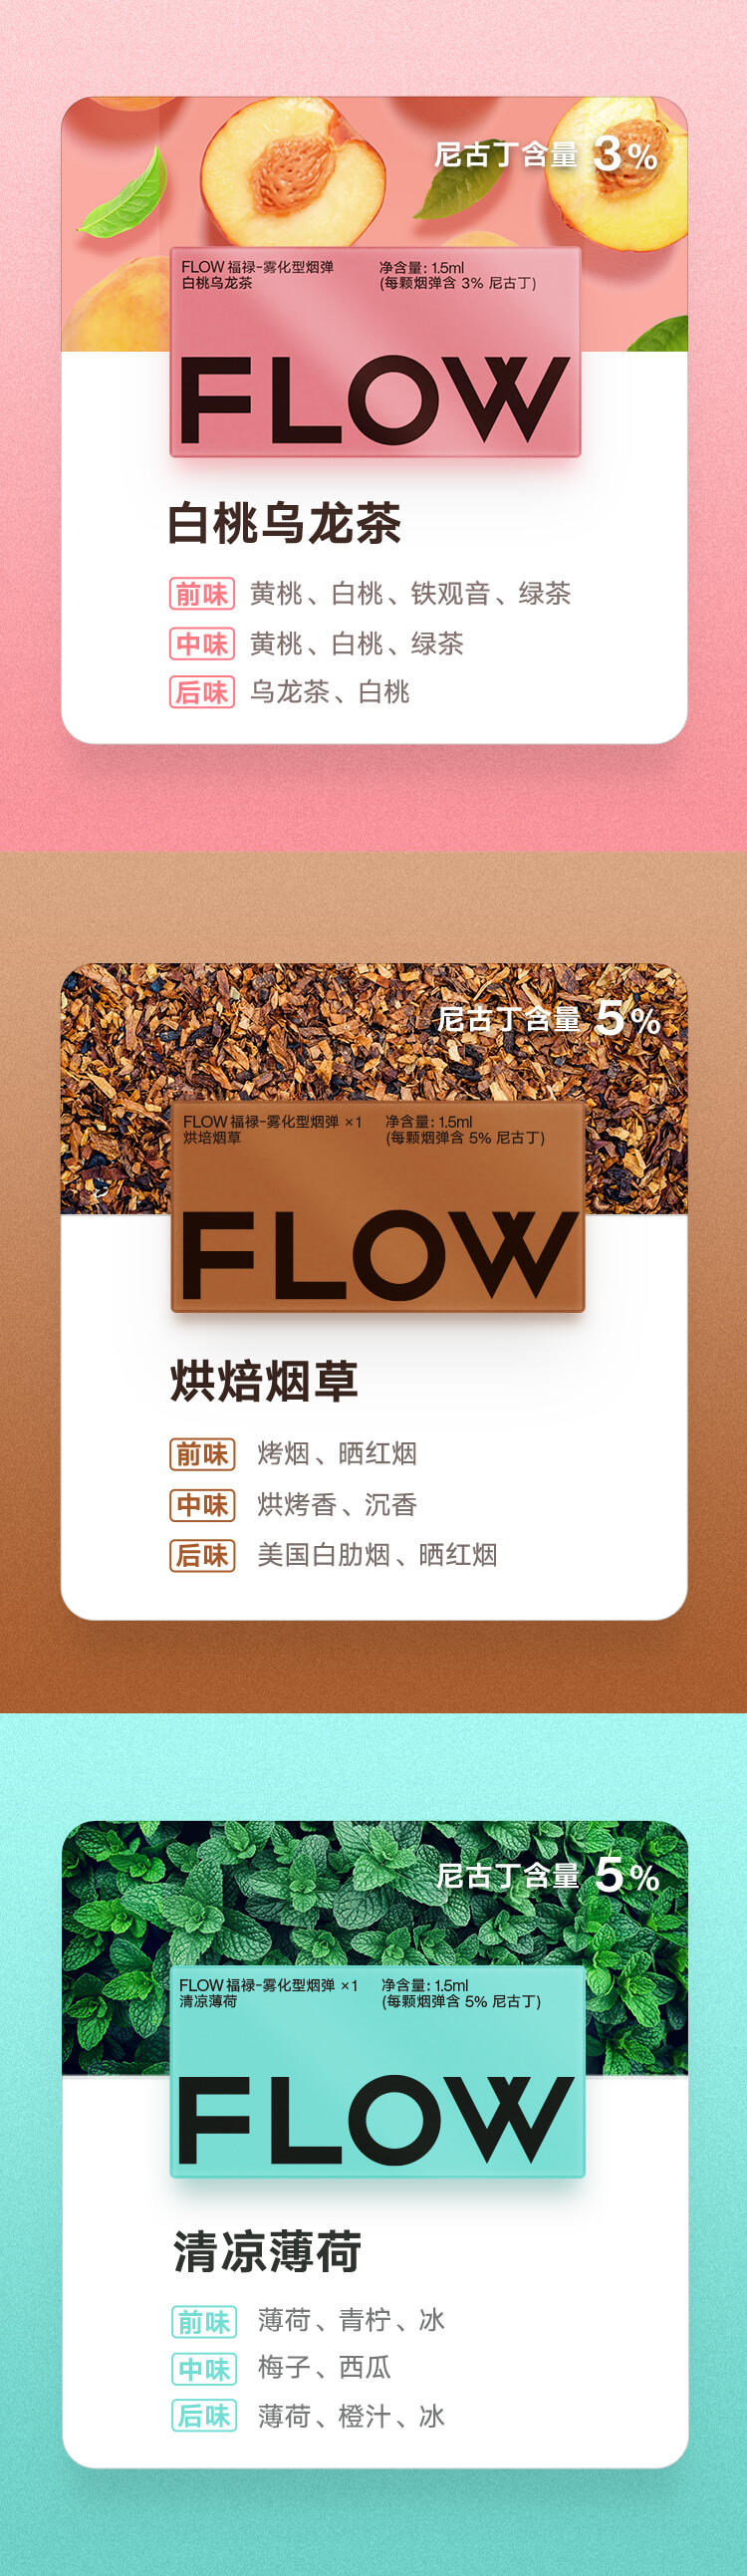 尼古丁含量 3%
FLOW 福禄-雾化型烟弹
白桃乌龙茶
净含量: 1.5ml
(每颗烟弹含 3% 尼古丁)
FLOW
白桃乌龙茶
前味 黄桃、白桃、铁观音、绿茶
中味 黄桃、白桃、绿茶
后味 乌龙茶、白桃
尼古丁含量 5%
FLOW 福禄-雾化型烟弹 ×1
烘培烟草
净含量: 1.5ml
(每颗烟弹含 5% 尼古丁)
FLOW
烘焙烟草
前味 烤烟、晒红烟
中味 烘烤香、沉香
后味 美国白肋烟、晒红烟
尼古丁含量 5%
FLOW 福禄-雾化型烟弹 ×1
清凉薄荷
净含量: 1.5ml
(每颗烟弹含 5% 尼古丁)
FLOW
清凉薄荷
前味 薄荷、青柠、冰
中味 梅子、西瓜
后味 薄荷、橙汁、冰